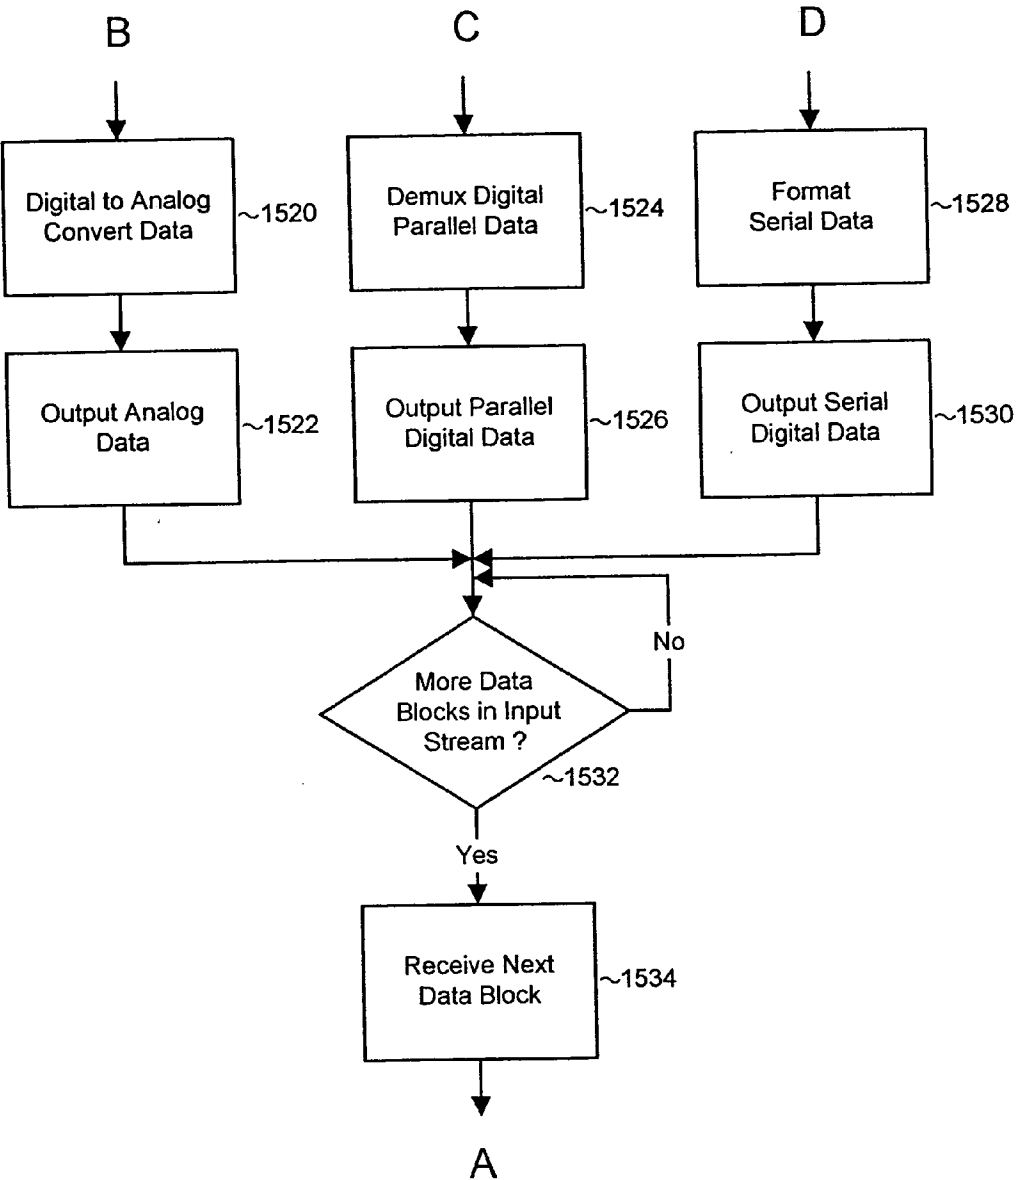 B
C
D
Digital to Analog
Convert Data
~1520
Demux Digital
Parallel Data
~1524
Format
Serial Data
~1528
Output Analog
Data
~1522
Output Parallel
Digital Data
~1526
Output Serial
Digital Data
~1530
No
More Data
Blocks in Input
Stream ?
~1532
Yes
Receive Next
Data Block
~1534
A